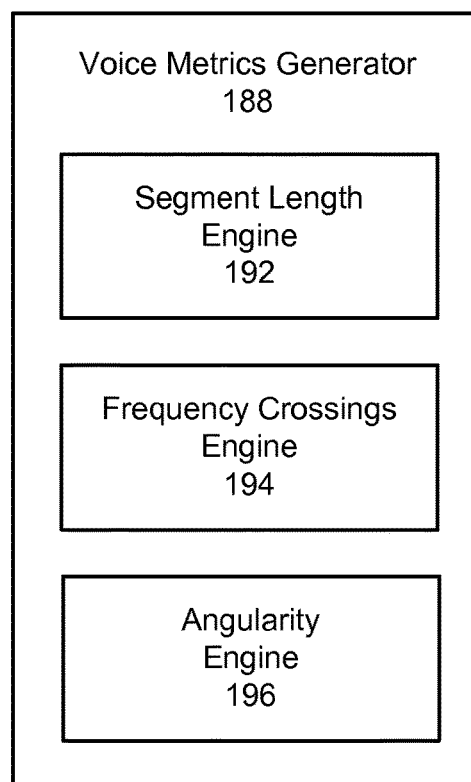 Voice Metrics Generator
188
Segment Length
Engine
192
Frequency Crossings
Engine
194
Angularity
Engine
196